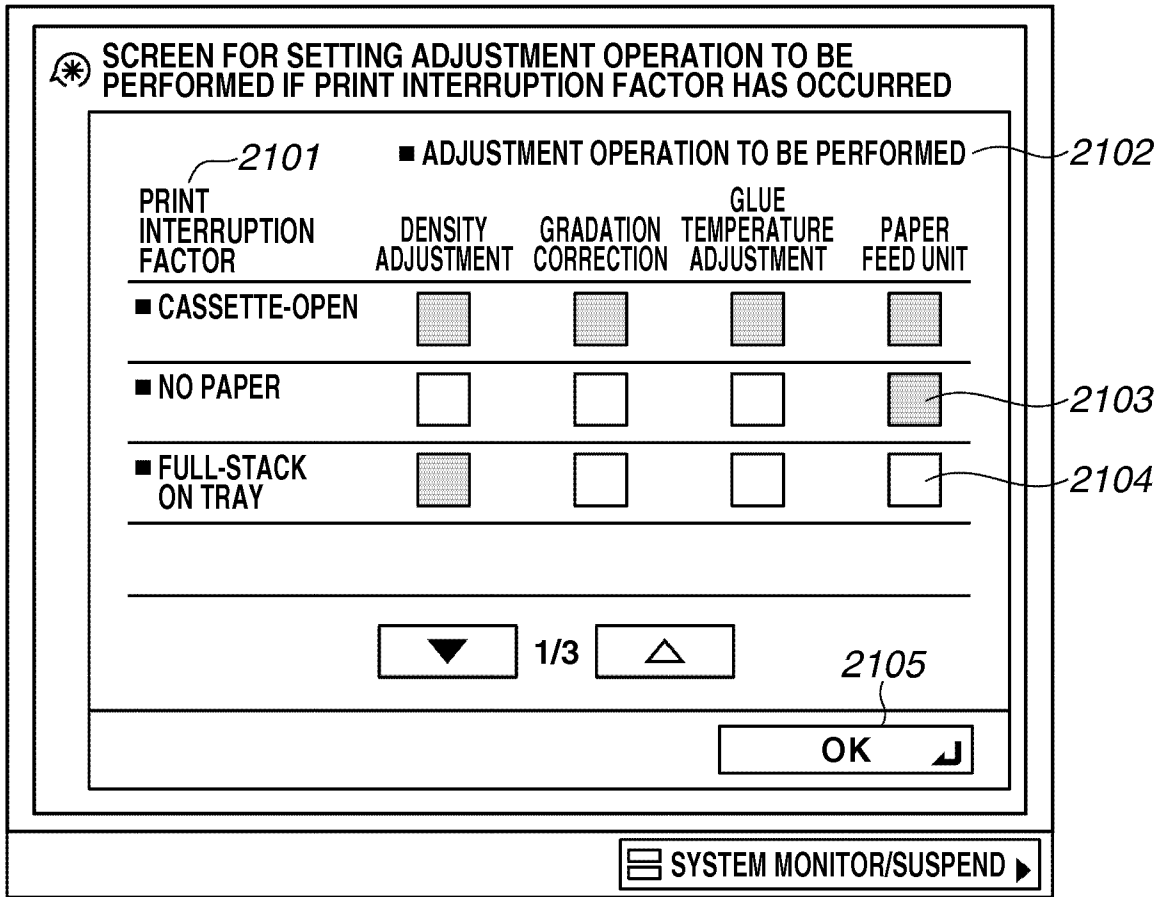 SCREEN FOR SETTING ADJUSTMENT OPERATION TO BE
PERFORMED IF PRINT INTERRUPTION FACTOR HAS OCCURRED
2101
■ ADJUSTMENT OPERATION TO BE PERFORMED
2102
PRINT
INTERRUPTION
FACTOR
DENSITY
ADJUSTMENT
GRADATION
CORRECTION
GLUE
TEMPERATURE
ADJUSTMENT
PAPER
FEED UNIT
■ CASSETTE-OPEN
■ NO PAPER
2103
■ FULL-STACK
ON TRAY
2104
1/3
2105
OK
SYSTEM MONITOR/SUSPEND